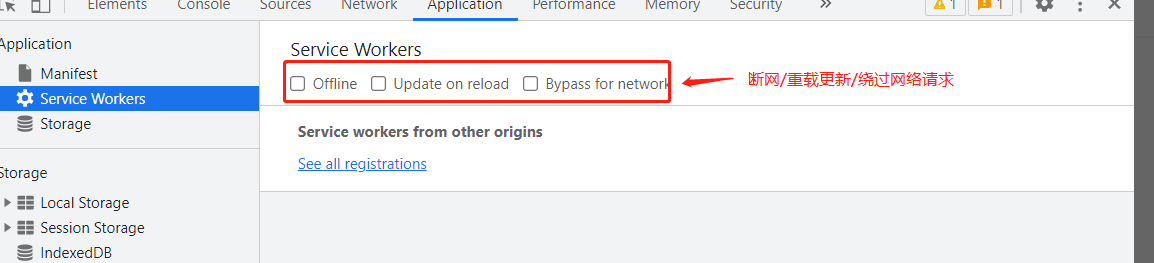 Elements Console Sources Network Application Performance Memory Security » 1 1
Application
Manifest
Service Workers
Storage
Storage
Local Storage
Session Storage
IndexedDB
Service Workers
Offline Update on reload Bypass for network
断网/重载更新/绕过网络请求
Service workers from other origins
See all registrations